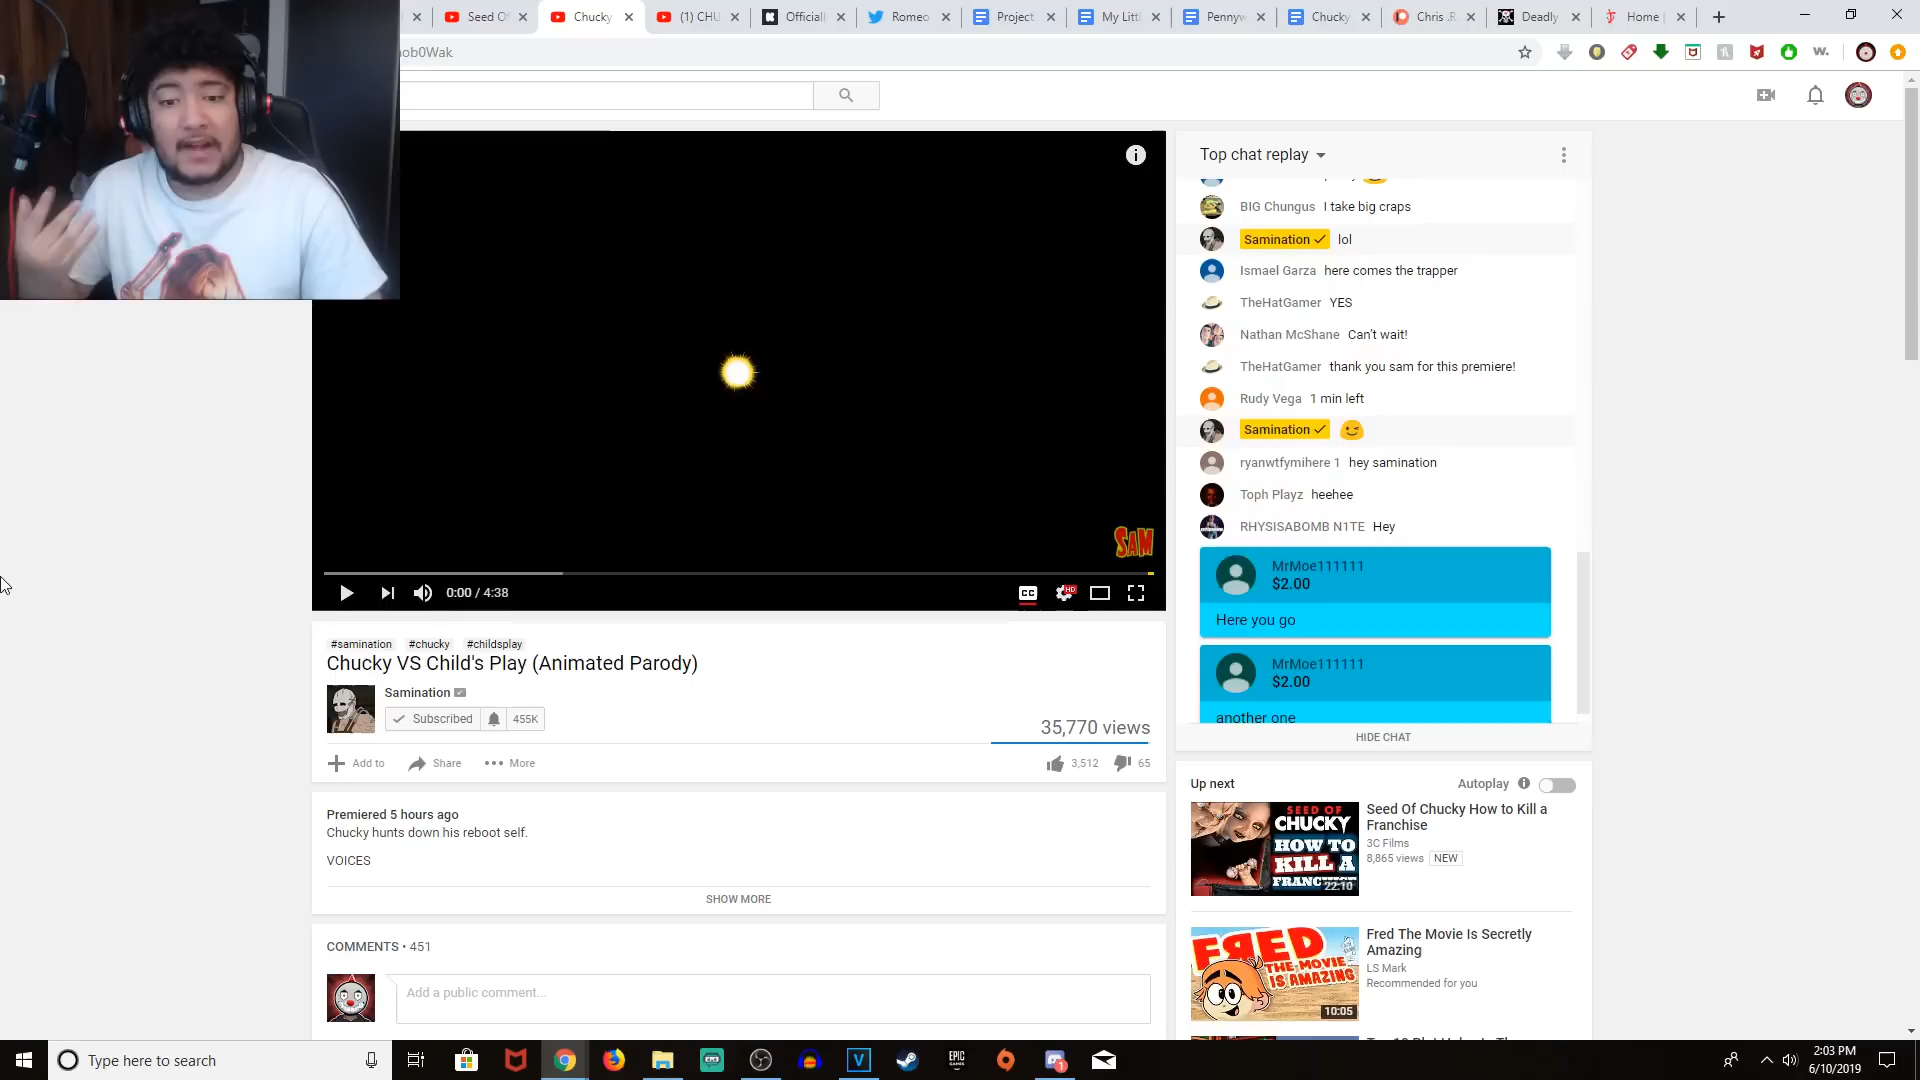 Seed Of
Chucky
(1) CHU
Officiall
Romeo
Project
My Litt
Pennyw
Chucky
Chris .R
Deadly
Home |
ob0Wak
w.
Top chat replay
BIG Chungus I take big craps
Samination lol
Ismael Garza here comes the trapper
TheHatGamer YES
Nathan McShane Can't wait!
TheHatGamer thank you sam for this premiere!
Rudy Vega 1 min left
Samination 😉
ryanwtfymihere 1 hey samination
Toph Playz heehee
RHYSISABOMB N1TE Hey
MrMoe111111
$2.00
Here you go
MrMoe111111
$2.00
another one
HIDE CHAT
SAM
0:00 / 4:38
CC
HD
#samination #chucky #childsplay
Chucky VS Child's Play (Animated Parody)
Samination
Subscribed 455K
35,770 views
Add to Share More
3,512 65
Premiered 5 hours ago
Chucky hunts down his reboot self.
VOICES
SHOW MORE
COMMENTS • 451
Add a public comment...
Up next
Autoplay
SEED OF
CHUCKY
HOW TO
KILL A
FRANCHISE
22:10
Seed Of Chucky How to Kill a
Franchise
3C Films
8,865 views NEW
FRED
THE MOVIE
IS AMAZING
10:05
Fred The Movie Is Secretly
Amazing
LS Mark
Recommended for you
Type here to search
EPIC
GAMES
V
1
2:03 PM
6/10/2019